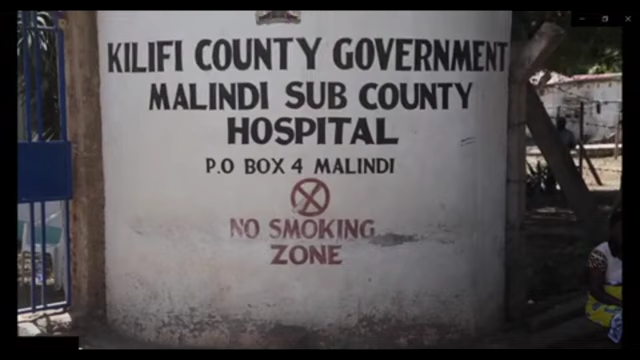 KILIFI COUNTY GOVERNMENT
MALINDI SUB COUNTY
HOSPITAL
P.O BOX 4 MALINDI
NO SMOKING
ZONE